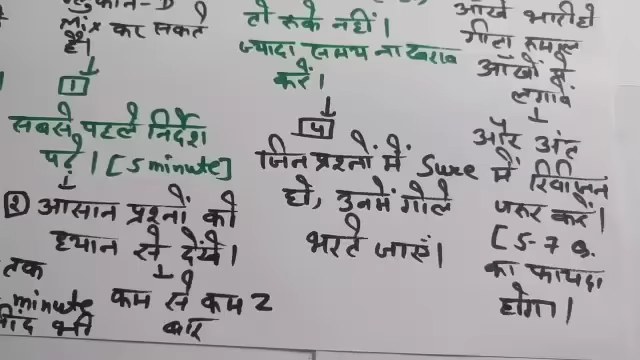 Mix कर सकते
हैं।
1
सबसे पहले निर्देश
पढ़े। [5 minute]
2 आसान प्रश्नों को
ध्यान से देंखे।
कम से कम 2
बार
तक
minute
भी
तो रुके नहीं।
ज्यादा समय ना खराब
करें।
जिन प्रश्नों में Sure
हो, उनमें गोले
भरते जाएं।
आँखे भारी हो
गीला रुमाल
आँखों से
लगावे
और अंत
में रिवीजन
जरूर करें।
[5-7 Q.
का फायदा
होगा।